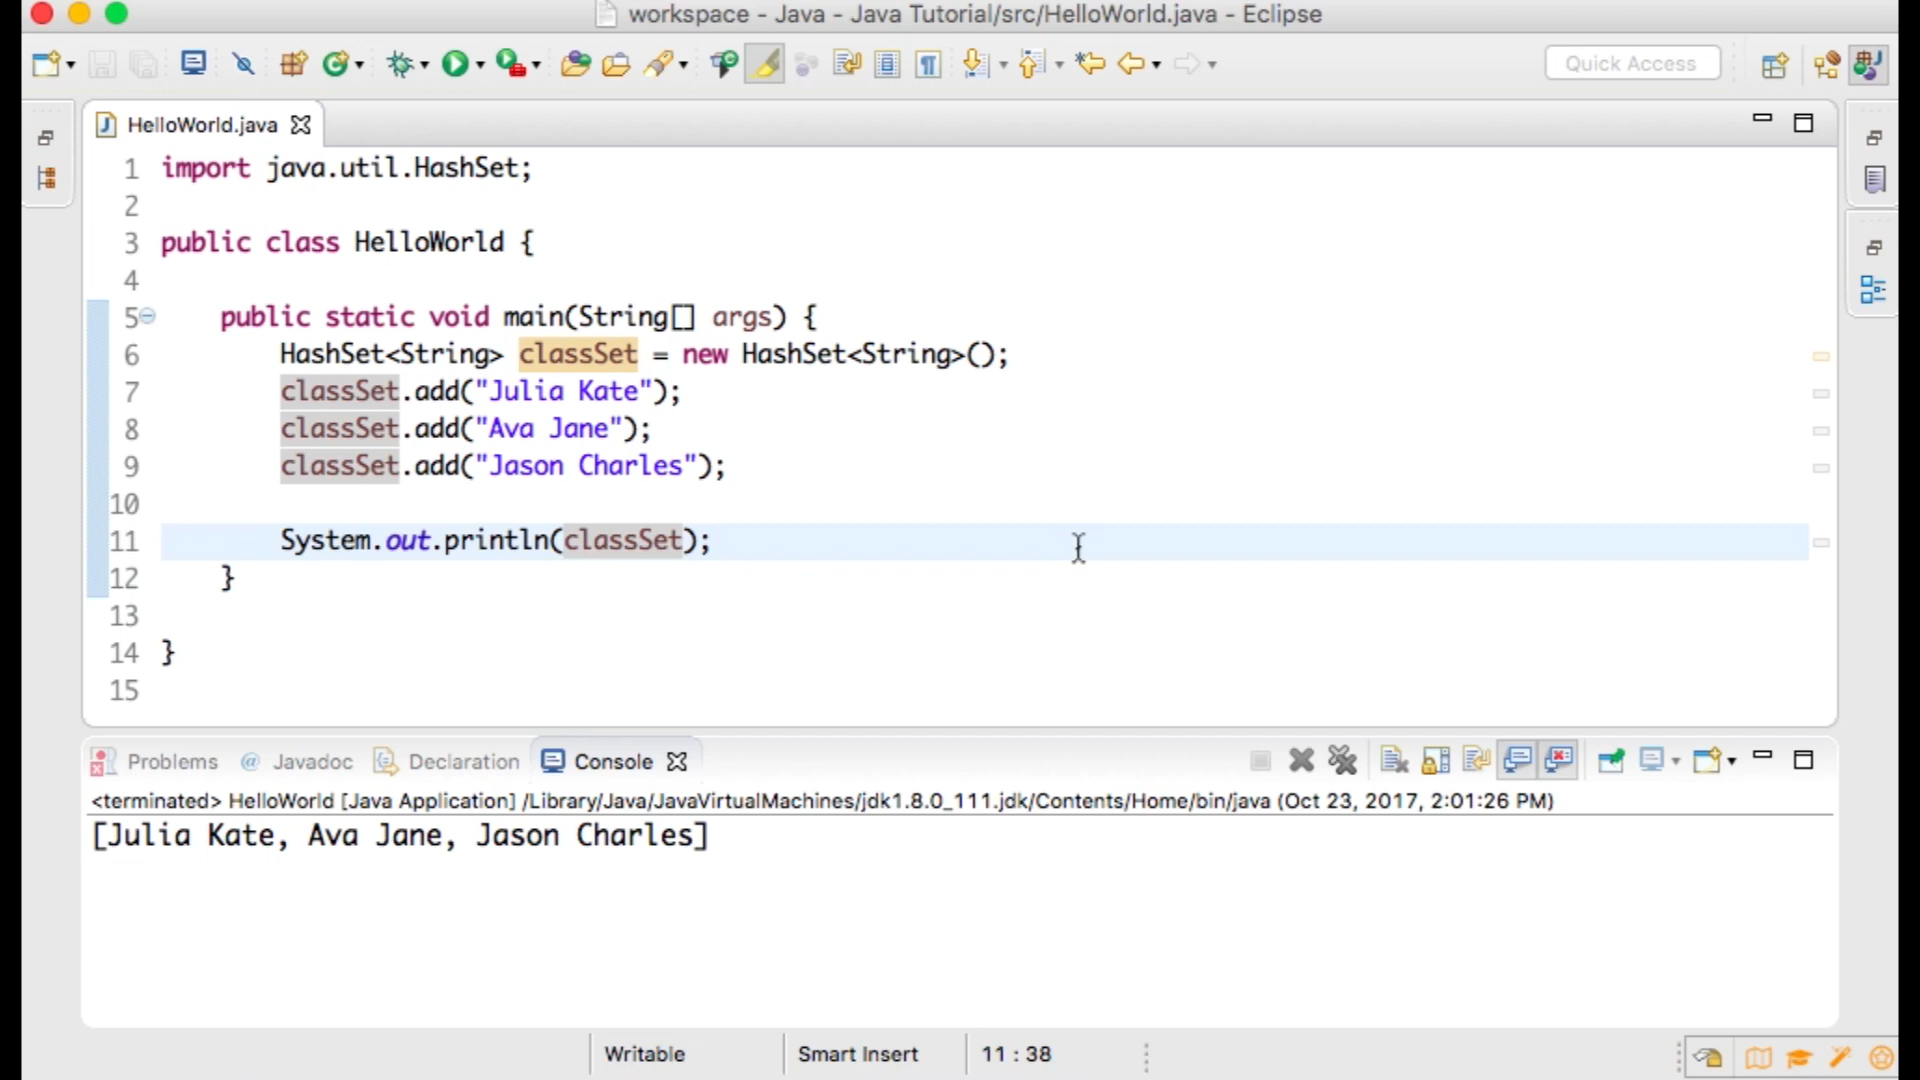 workspace - Java - Java Tutorial/src/HelloWorld.java - Eclipse
Quick Access
HelloWorld.java
1 import java.util.HashSet;
2
3 public class HelloWorld {
4
5 public static void main(String[] args) {
6 HashSet<String> classSet = new HashSet<String>();
7 classSet.add("Julia Kate");
8 classSet.add("Ava Jane");
9 classSet.add("Jason Charles");
10
11 System.out.println(classSet);
12 }
13
14 }
15
Problems @ Javadoc Declaration Console
<terminated> HelloWorld [Java Application] /Library/Java/JavaVirtualMachines/jdk1.8.0_111.jdk/Contents/Home/bin/java (Oct 23, 2017, 2:01:26 PM)
[Julia Kate, Ava Jane, Jason Charles]
Writable Smart Insert 11 : 38